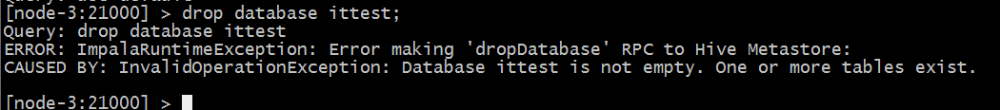 [node-3:21000] > drop database ittest;
Query: drop database ittest
ERROR: ImpalaRuntimeException: Error making 'dropDatabase' RPC to Hive Metastore:
CAUSED BY: InvalidOperationException: Database ittest is not empty. One or more tables exist.
[node-3:21000] >